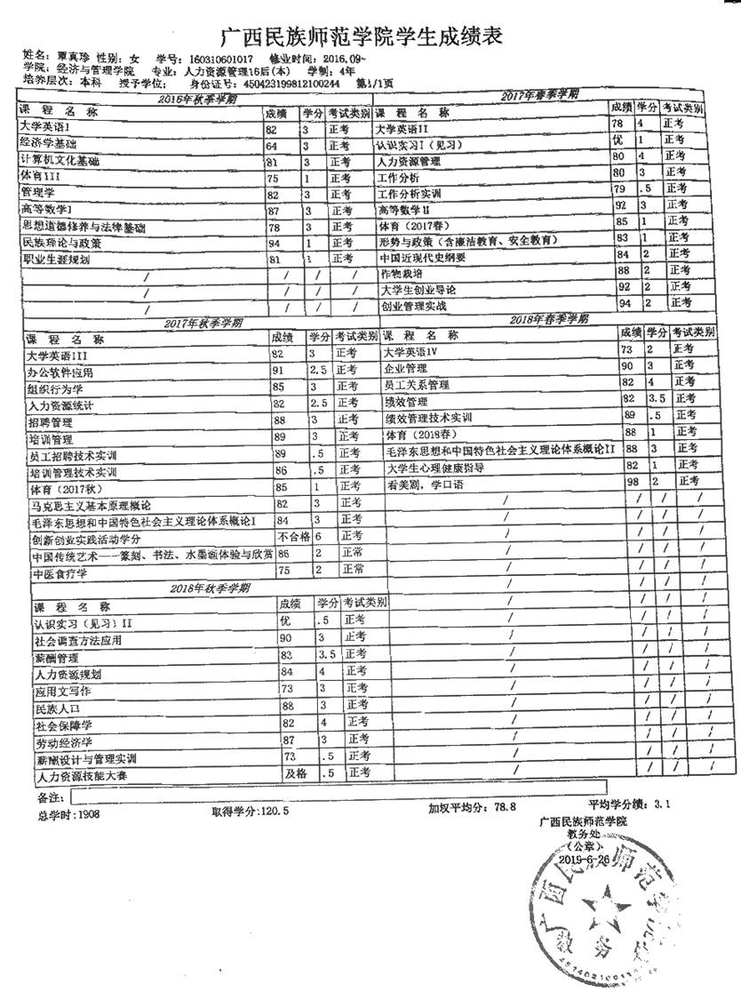 广西民族师范学院学生成绩表
姓名：覃真珍 性别：女 学号：160310601017 修业时间：2016.09-
学院：经济与管理学院 专业：人力资源管理16后(本) 学制：4年
培养层次：本科 授予学位： 身份证号：450423199812100244 第1/1页
2016年秋季学期 2017年春季学期
课 程 名 称 成绩 学分 考试类别 课 程 名 称 成绩 学分 考试类别
大学英语I 82 3 正考 大学英语II 78 4 正考
经济学基础 64 3 正考 认识实习I（见习） 优 1 正考
计算机文化基础 81 3 正考 人力资源管理 80 4 正考
体育III 75 1 正考 工作分析 80 3 正考
管理学 82 3 正考 工作分析实训 79 .5 正考
高等数学I 87 3 正考 高等数学II 92 3 正考
思想道德修养与法律基础 78 3 正考 体育（2017春） 85 1 正考
民族理论与政策 94 1 正考 形势与政策（含廉洁教育、安全教育） 83 1 正考
职业生涯规划 81 1 正考 中国近现代史纲要 84 2 正考
/ / / / 作物栽培 88 2 正考
/ / / / 大学生创业导论 92 2 正考
/ / / / 创业管理实战 94 2 正考
2017年秋季学期 2018年春季学期
课 程 名 称 成绩 学分 考试类别 课 程 名 称 成绩 学分 考试类别
大学英语III 82 3 正考 大学英语IV 73 2 正考
办公软件应用 91 2.5 正考 企业管理 90 3 正考
组织行为学 85 3 正考 员工关系管理 82 4 正考
人力资源统计 82 2.5 正考 绩效管理 82 3.5 正考
招聘管理 88 3 正考 绩效管理技术实训 89 .5 正考
培训管理 89 3 正考 体育（2018春） 88 1 正考
员工招聘技术实训 89 .5 正考 毛泽东思想和中国特色社会主义理论体系概论II 88 3 正考
培训管理技术实训 86 .5 正考 大学生心理健康指导 82 1 正考
体育（2017秋） 85 1 正考 看美剧，学口语 98 2 正考
马克思主义基本原理概论 82 3 正考 / / / /
毛泽东思想和中国特色社会主义理论体系概论I 84 3 正考 / / / /
创新创业实践活动学分 不合格 6 正考 / / / /
中国传统艺术——篆刻、书法、水墨画体验与欣赏 86 2 正常 / / / /
中医食疗学 75 2 正常 / / / /
2018年秋季学期 / / / /
课 程 名 称 成绩 学分 考试类别 / / / /
认识实习（见习）II 优 .5 正考 / / / /
社会调查方法应用 90 3 正考 / / / /
薪酬管理 83 3.5 正考 / / / /
人力资源规划 84 4 正考 / / / /
应用文写作 73 3 正考 / / / /
民族人口 88 3 正考 / / / /
社会保障学 82 4 正考 / / / /
劳动经济学 87 3 正考 / / / /
薪酬设计与管理实训 73 .5 正考 / / / /
人力资源技能大赛 及格 .5 正考 / / / /
备注：
总学时：1908 取得学分：120.5 加权平均分：78.8 平均学分绩：3.1
广西民族师范学院
教务处
（公章）
2019-6-26
广西民族师范学
教务